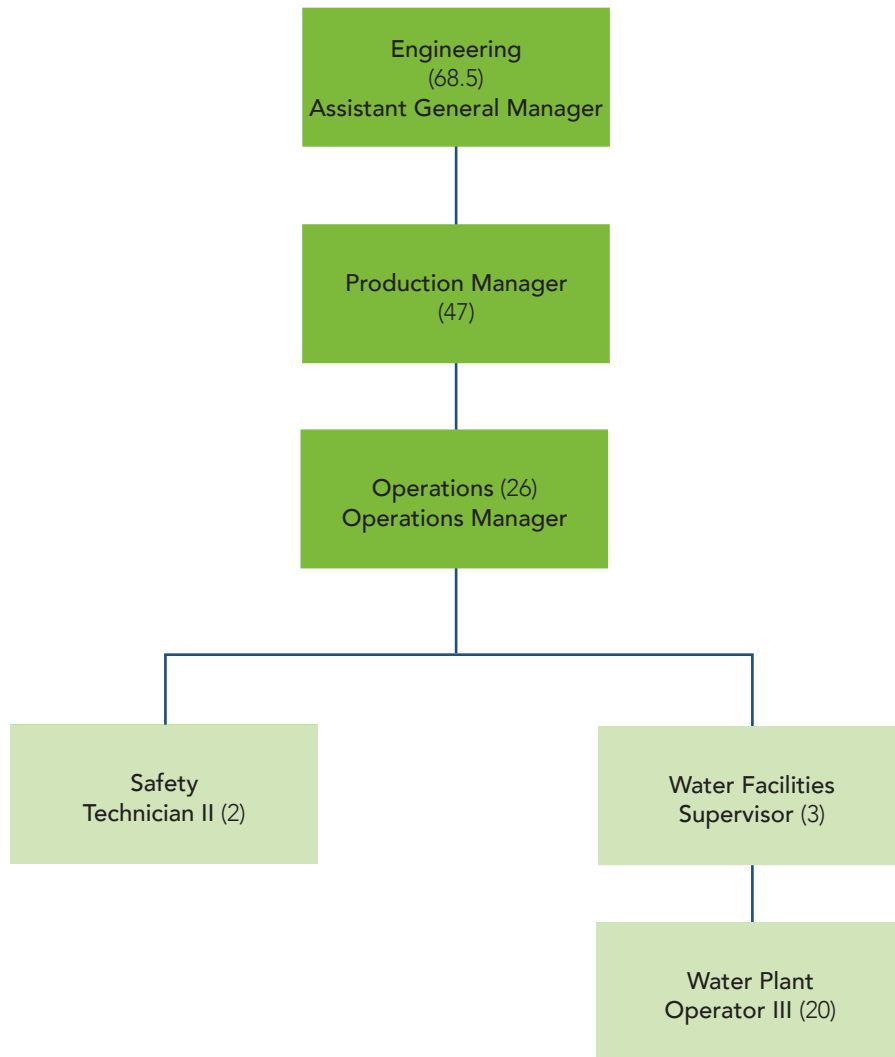 Engineering
(68.5)
Assistant General Manager
Production Manager
(47)
Operations (26)
Operations Manager
Safety
Technician II (2)
Water Facilities
Supervisor (3)
Water Plant
Operator III (20)